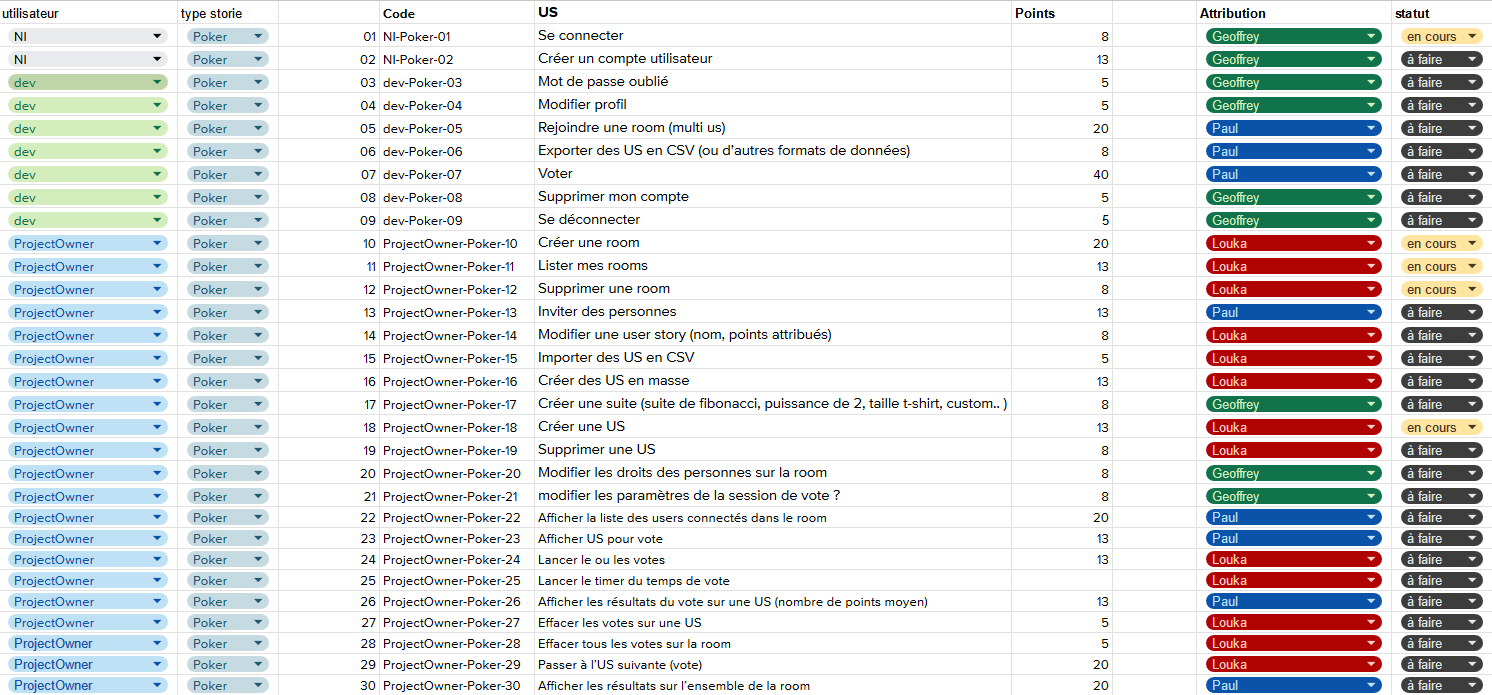 utilisateur type storie Code US Points Attribution statut
NI Poker 01 NI-Poker-01 Se connecter 8 Geoffrey en cours
NI Poker 02 NI-Poker-02 Créer un compte utilisateur 13 Geoffrey à faire
dev Poker 03 dev-Poker-03 Mot de passe oublié 5 Geoffrey à faire
dev Poker 04 dev-Poker-04 Modifier profil 5 Geoffrey à faire
dev Poker 05 dev-Poker-05 Rejoindre une room (multi us) 20 Paul à faire
dev Poker 06 dev-Poker-06 Exporter des US en CSV (ou d'autres formats de données) 8 Paul à faire
dev Poker 07 dev-Poker-07 Voter 40 Paul à faire
dev Poker 08 dev-Poker-08 Supprimer mon compte 5 Geoffrey à faire
dev Poker 09 dev-Poker-09 Se déconnecter 5 Geoffrey à faire
ProjectOwner Poker 10 ProjectOwner-Poker-10 Créer une room 20 Louka en cours
ProjectOwner Poker 11 ProjectOwner-Poker-11 Lister mes rooms 13 Louka en cours
ProjectOwner Poker 12 ProjectOwner-Poker-12 Supprimer une room 8 Louka en cours
ProjectOwner Poker 13 ProjectOwner-Poker-13 Inviter des personnes 13 Paul à faire
ProjectOwner Poker 14 ProjectOwner-Poker-14 Modifier une user story (nom, points attribués) 8 Louka à faire
ProjectOwner Poker 15 ProjectOwner-Poker-15 Importer des US en CSV 5 Louka à faire
ProjectOwner Poker 16 ProjectOwner-Poker-16 Créer des US en masse 13 Louka à faire
ProjectOwner Poker 17 ProjectOwner-Poker-17 Créer une suite (suite de fibonacci, puissance de 2, taille t-shirt, custom.. ) 8 Geoffrey à faire
ProjectOwner Poker 18 ProjectOwner-Poker-18 Créer une US 13 Louka en cours
ProjectOwner Poker 19 ProjectOwner-Poker-19 Supprimer une US 8 Louka à faire
ProjectOwner Poker 20 ProjectOwner-Poker-20 Modifier les droits des personnes sur la room 8 Geoffrey à faire
ProjectOwner Poker 21 ProjectOwner-Poker-21 modifier les paramètres de la session de vote ? 8 Geoffrey à faire
ProjectOwner Poker 22 ProjectOwner-Poker-22 Afficher la liste des users connectés dans le room 20 Paul à faire
ProjectOwner Poker 23 ProjectOwner-Poker-23 Afficher US pour vote 13 Paul à faire
ProjectOwner Poker 24 ProjectOwner-Poker-24 Lancer le ou les votes 13 Louka à faire
ProjectOwner Poker 25 ProjectOwner-Poker-25 Lancer le timer du temps de vote Louka à faire
ProjectOwner Poker 26 ProjectOwner-Poker-26 Afficher les résultats du vote sur une US (nombre de points moyen) 13 Paul à faire
ProjectOwner Poker 27 ProjectOwner-Poker-27 Effacer les votes sur une US 5 Louka à faire
ProjectOwner Poker 28 ProjectOwner-Poker-28 Effacer tous les votes sur la room 5 Louka à faire
ProjectOwner Poker 29 ProjectOwner-Poker-29 Passer à l'US suivante (vote) 20 Louka à faire
ProjectOwner Poker 30 ProjectOwner-Poker-30 Afficher les résultats sur l'ensemble de la room 20 Paul à faire